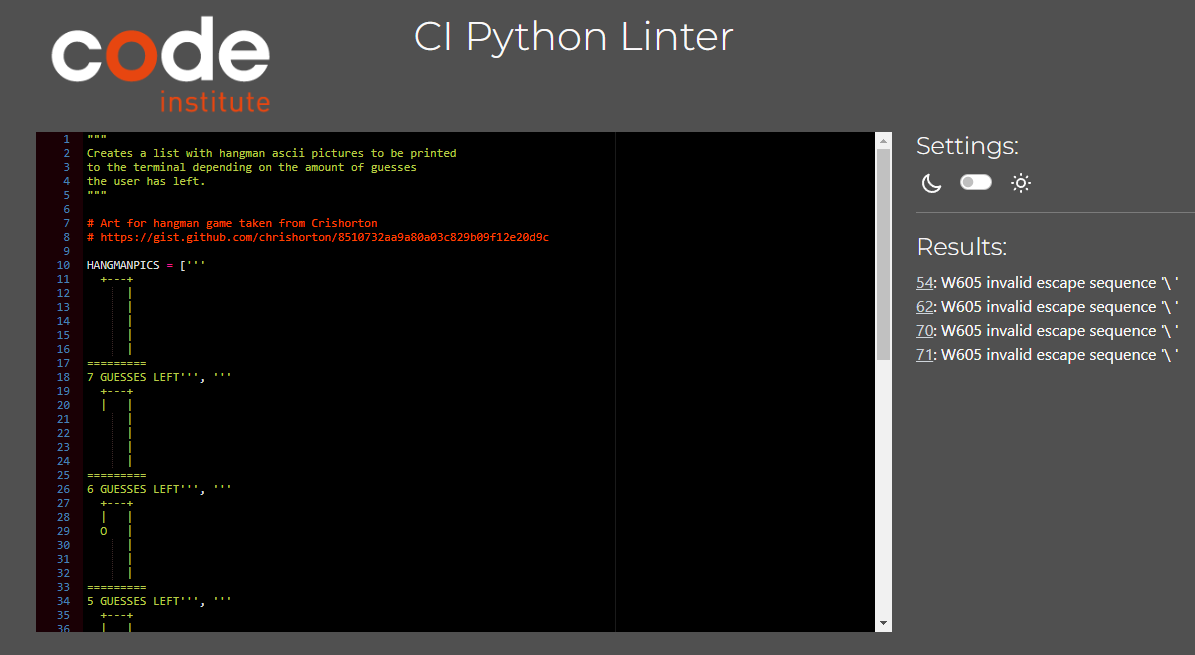 code
institute
CI Python Linter
1 """
2 Creates a list with hangman ascii pictures to be printed
3 to the terminal depending on the amount of guesses
4 the user has left.
5 """
6
7 # Art for hangman game taken from Crishorton
8 # https://gist.github.com/chrishorton/8510732aa9a80a03c829b09f12e20d9c
9
10 HANGMANPICS = ['''
11   +---+
12       |
13       |
14       |
15       |
16       |
17 =========
18 7 GUESSES LEFT''', '''
19   +---+
20   |   |
21       |
22       |
23       |
24       |
25 =========
26 6 GUESSES LEFT''', '''
27   +---+
28   |   |
29   O   |
30       |
31       |
32       |
33 =========
34 5 GUESSES LEFT''', '''
35   +---+
36   |   |
Settings:
Results:
54: W605 invalid escape sequence '\ '
62: W605 invalid escape sequence '\ '
70: W605 invalid escape sequence '\ '
71: W605 invalid escape sequence '\ '